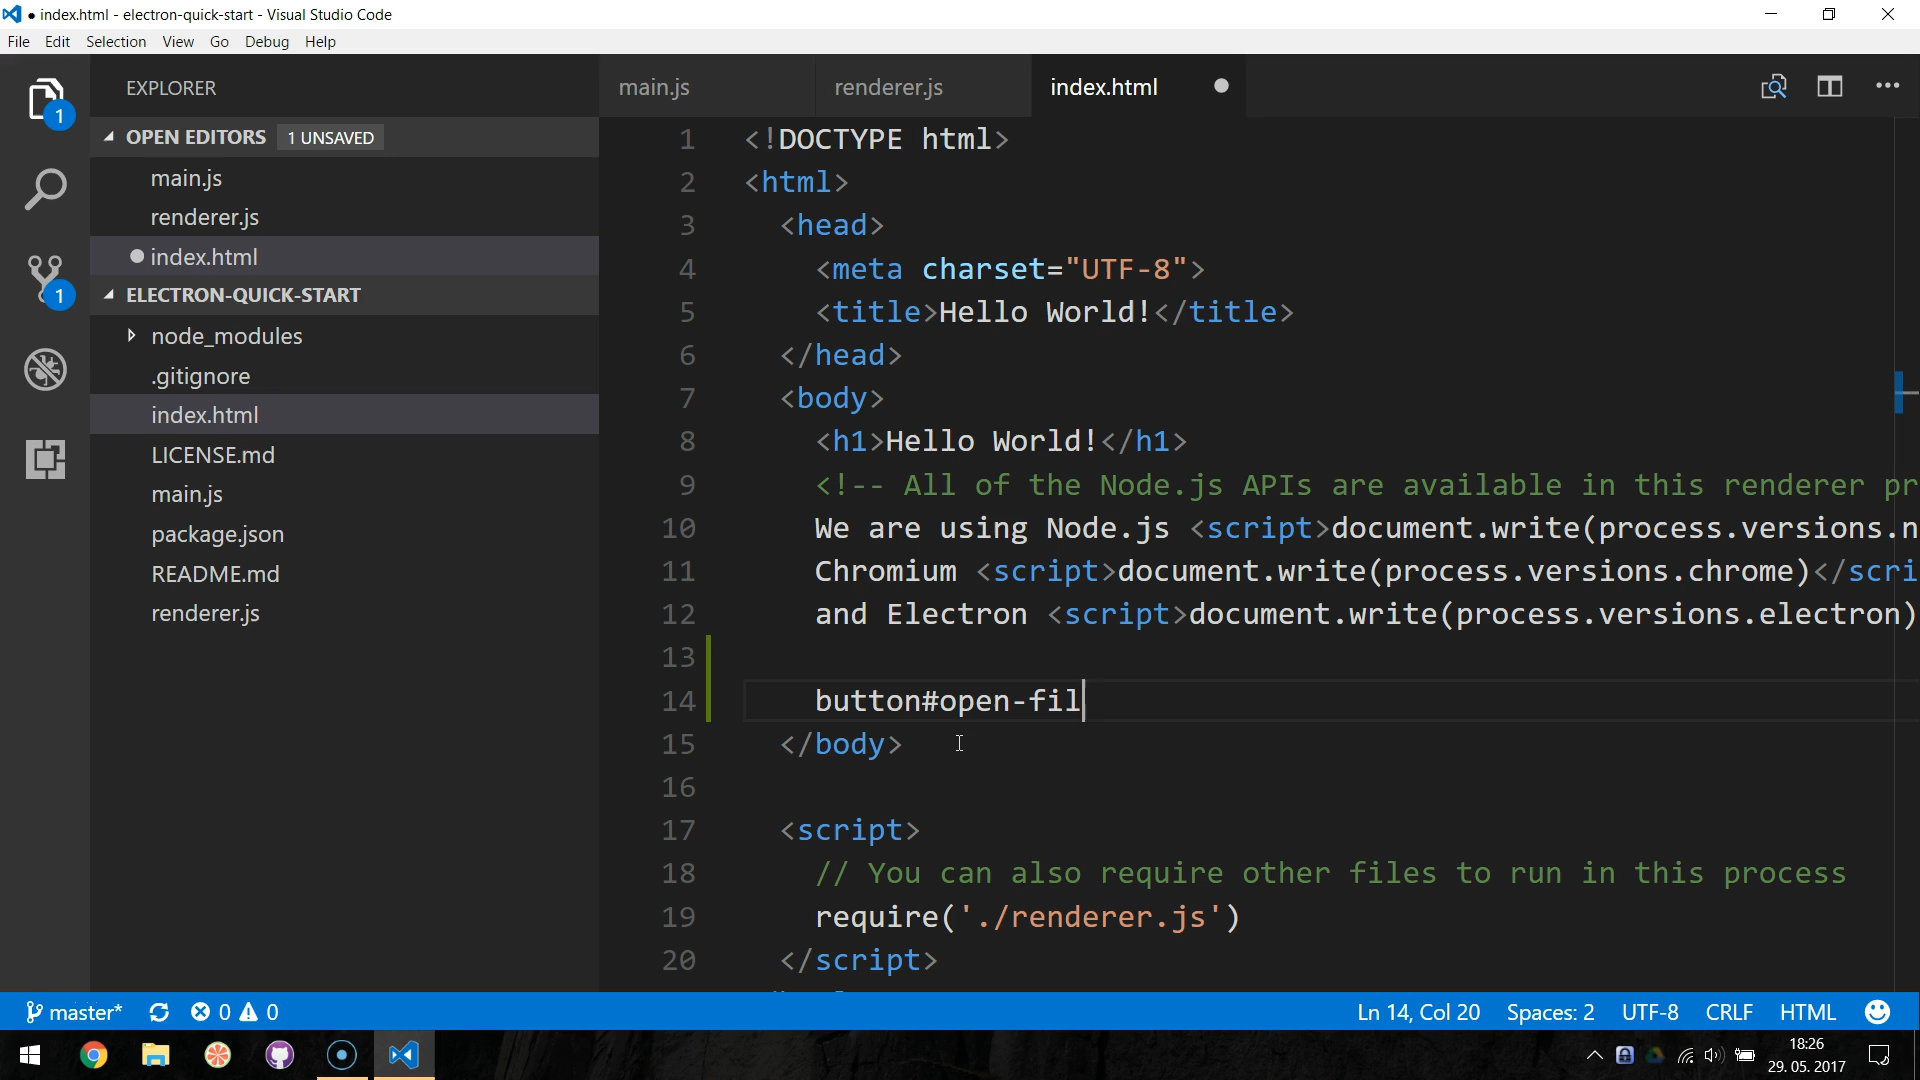 ● index.html - electron-quick-start - Visual Studio Code
File Edit Selection View Go Debug Help
EXPLORER
main.js renderer.js index.html
1
OPEN EDITORS 1 UNSAVED
main.js
renderer.js
index.html
1
ELECTRON-QUICK-START
node_modules
.gitignore
index.html
LICENSE.md
main.js
package.json
README.md
renderer.js
1 <!DOCTYPE html>
2 <html>
3 <head>
4 <meta charset="UTF-8">
5 <title>Hello World!</title>
6 </head>
7 <body>
8 <h1>Hello World!</h1>
9 <!-- All of the Node.js APIs are available in this renderer pr
10 We are using Node.js <script>document.write(process.versions.n
11 Chromium <script>document.write(process.versions.chrome)</scri
12 and Electron <script>document.write(process.versions.electron)
13
14 button#open-fil
15 </body>
16
17 <script>
18 // You can also require other files to run in this process
19 require('./renderer.js')
20 </script>
master* 0 0 Ln 14, Col 20 Spaces: 2 UTF-8 CRLF HTML
18:26
29. 05. 2017